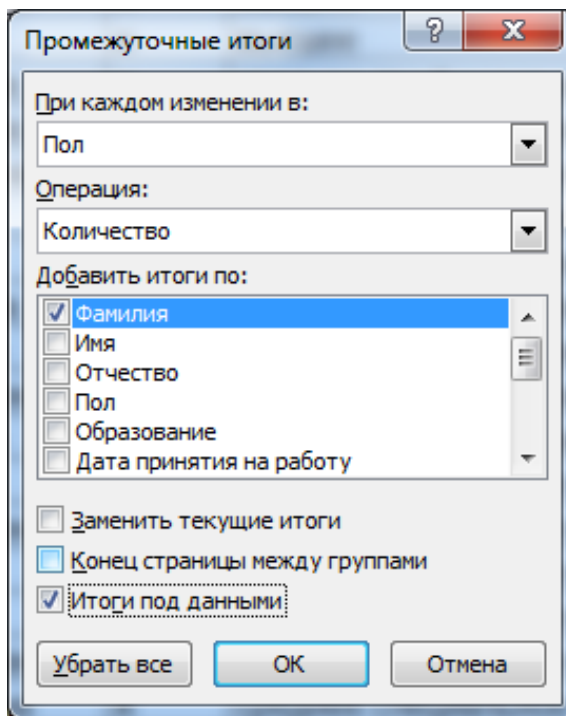 Промежуточные итоги
При каждом изменении в:
Пол
Операция:
Количество
Добавить итоги по:
Фамилия
Имя
Отчество
Пол
Образование
Дата принятия на работу
Заменить текущие итоги
Конец страницы между группами
Итоги под данными
Убрать все ОК Отмена